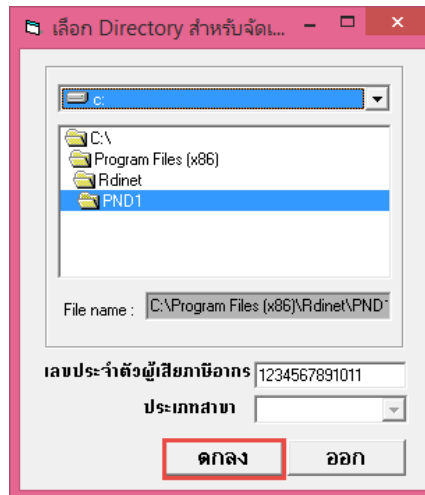 เลือก Directory สำหรับจัดเ...
c:
C:\
Program Files (x86)
Rdinet
PND1
File name : C:\Program Files (x86)\Rdinet\PND
เลขประจำตัวผู้เสียภาษีอากร 1234567891011
ประเภทสาขา
ตกลง ออก